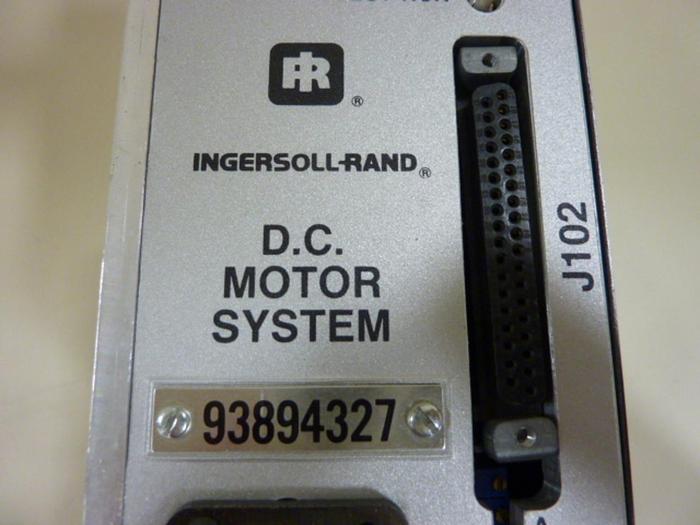 IR ®
INGERSOLL-RAND ®
D.C.
MOTOR
SYSTEM
93894327
J102